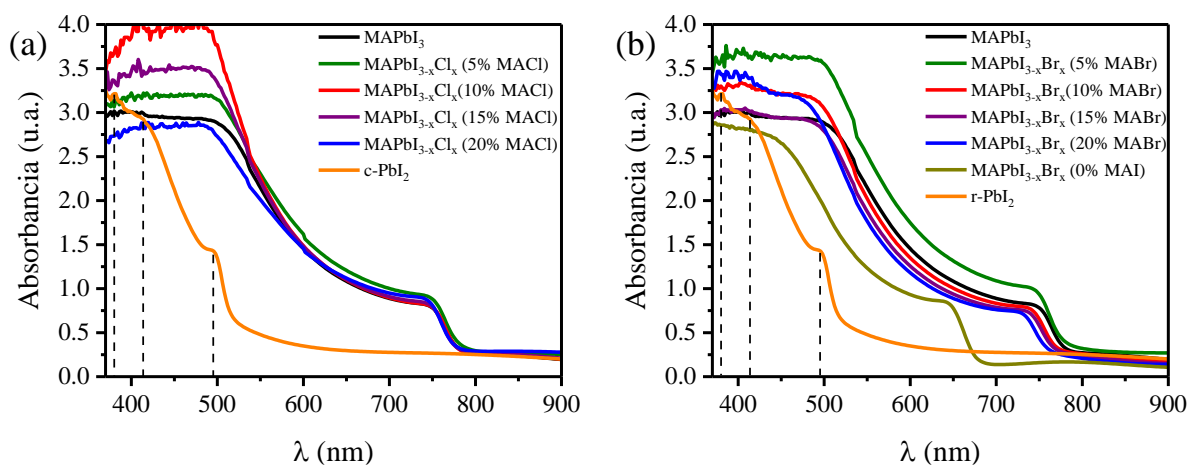 (a)
4.0
3.5
3.0
2.5
2.0
1.5
1.0
0.5
0.0
Absorbancia (u.a.)
400 500 600 700 800 900
λ (nm)
MAPbI₃
MAPbI₃₋ₓClₓ (5% MACl)
MAPbI₃₋ₓClₓ (10% MACl)
MAPbI₃₋ₓClₓ (15% MACl)
MAPbI₃₋ₓClₓ (20% MACl)
c-PbI₂
(b)
4.0
3.5
3.0
2.5
2.0
1.5
1.0
0.5
0.0
Absorbancia (u.a.)
400 500 600 700 800 900
λ (nm)
MAPbI₃
MAPbI₃₋ₓBrₓ (5% MABr)
MAPbI₃₋ₓBrₓ (10% MABr)
MAPbI₃₋ₓBrₓ (15% MABr)
MAPbI₃₋ₓBrₓ (20% MABr)
MAPbI₃₋ₓBrₓ (0% MAI)
r-PbI₂